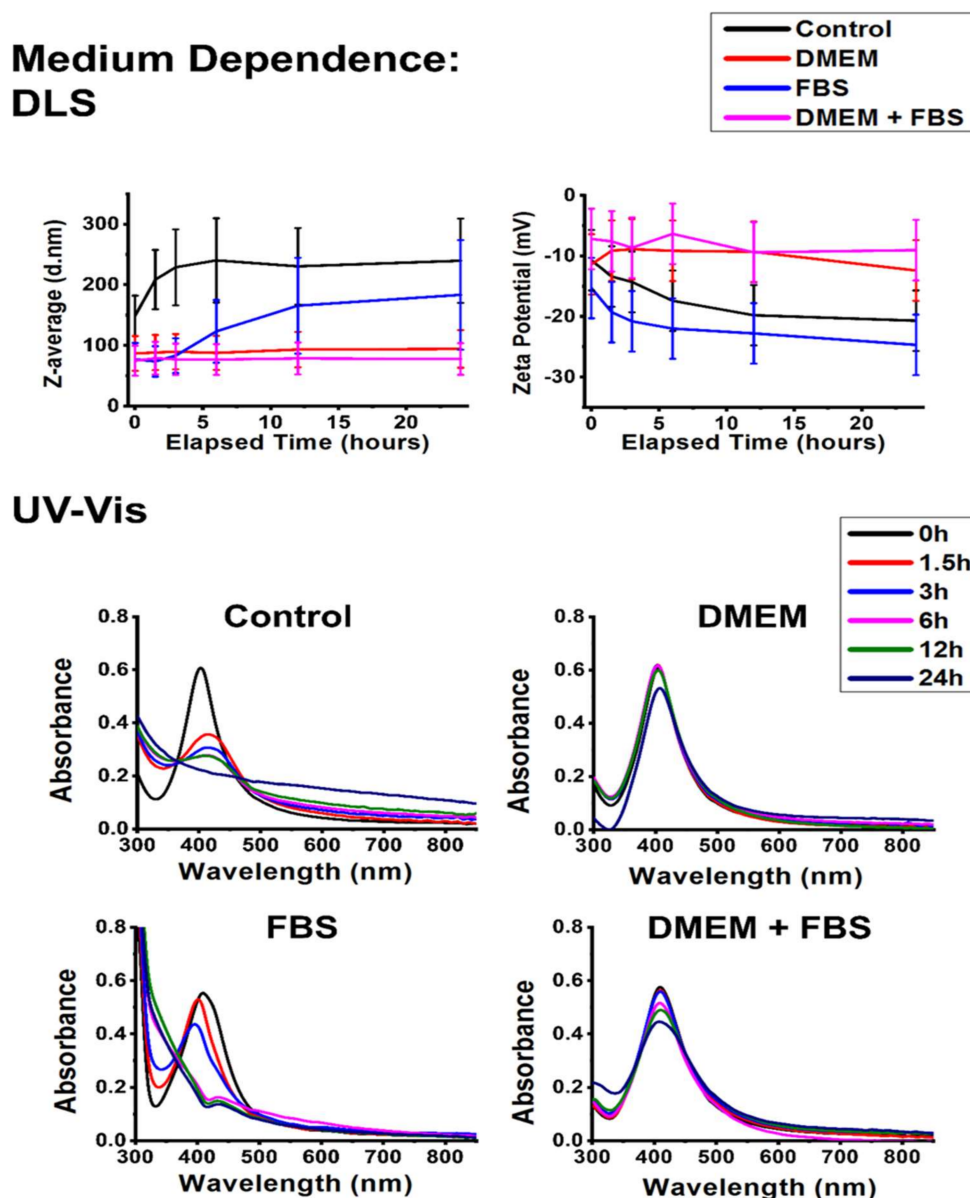 Medium Dependence:
DLS
Control
DMEM
FBS
DMEM + FBS
Z-average (d.nm)
300
200
100
0
0 5 10 15 20
Elapsed Time (hours)
Zeta Potential (mV)
0
-10
-20
-30
0 5 10 15 20
Elapsed Time (hours)
UV-Vis
0h
1.5h
3h
6h
12h
24h
Control
Absorbance
0.8
0.6
0.4
0.2
0.0
300 400 500 600 700 800
Wavelength (nm)
DMEM
Absorbance
0.8
0.6
0.4
0.2
0.0
300 400 500 600 700 800
Wavelength (nm)
FBS
Absorbance
0.8
0.6
0.4
0.2
0.0
300 400 500 600 700 800
Wavelength (nm)
DMEM + FBS
Absorbance
0.8
0.6
0.4
0.2
0.0
300 400 500 600 700 800
Wavelength (nm)